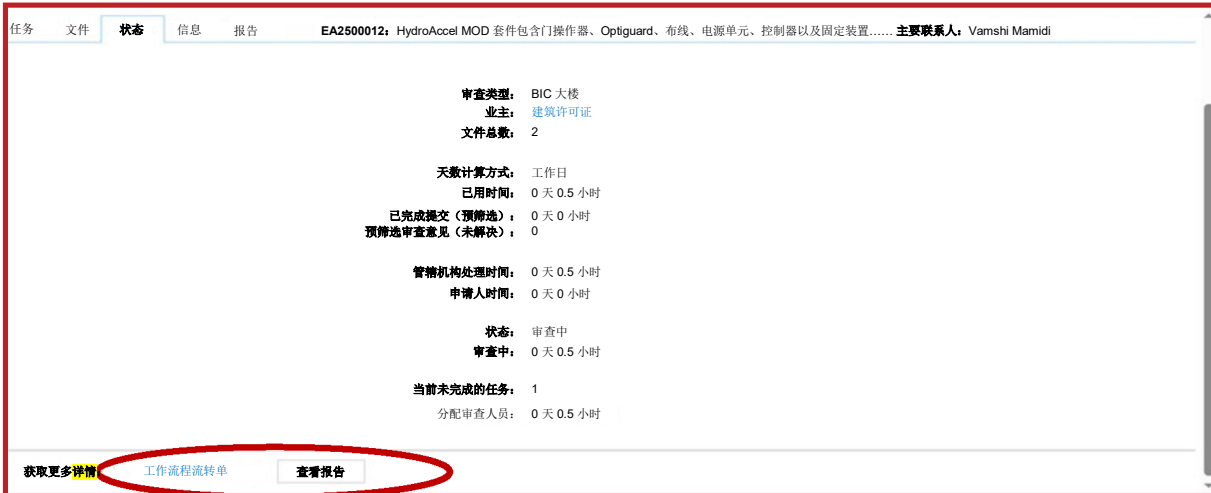 任务 文件 状态 信息 报告 EA2500012：HydroAccel MOD 套件包含门操作器、Optiguard、布线、电源单元、控制器以及固定装置…… 主要联系人：Vamshi Mamidi
审查类型： BIC 大楼
业主： 建筑许可证
文件总数： 2
天数计算方式： 工作日
已用时间： 0 天 0.5 小时
已完成提交（预筛选）： 0 天 0 小时
预筛选审查意见（未解决）： 0
管辖机构处理时间： 0 天 0.5 小时
申请人时间： 0 天 0 小时
状态： 审查中
审查中： 0 天 0.5 小时
当前未完成的任务： 1
分配审查人员： 0 天 0.5 小时
获取更多详情： 工作流程流转单 查看报告